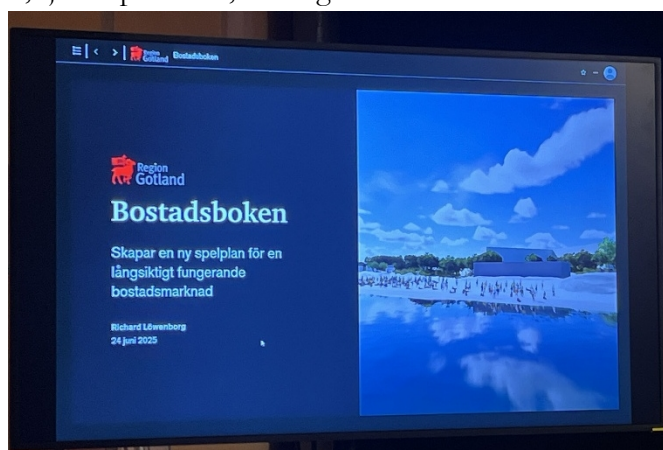 Region
Gotland
Bostadsboken
Region
Gotland
Bostadsboken
Skapar en ny spelplan för en
långsiktigt fungerande
bostadsmarknad
Richard Löwenborg
24 juni 2025